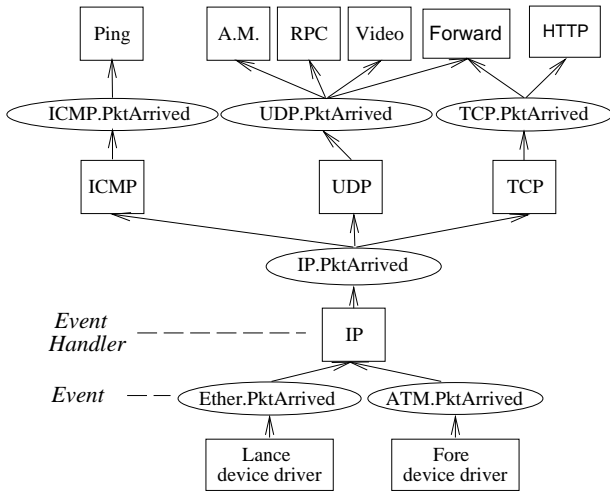 Ping
A.M.
RPC
Video
Forward
HTTP
ICMP.PktArrived
UDP.PktArrived
TCP.PktArrived
ICMP
UDP
TCP
IP.PktArrived
Event
Handler
IP
Event
Ether.PktArrived
ATM.PktArrived
Lance
device driver
Fore
device driver